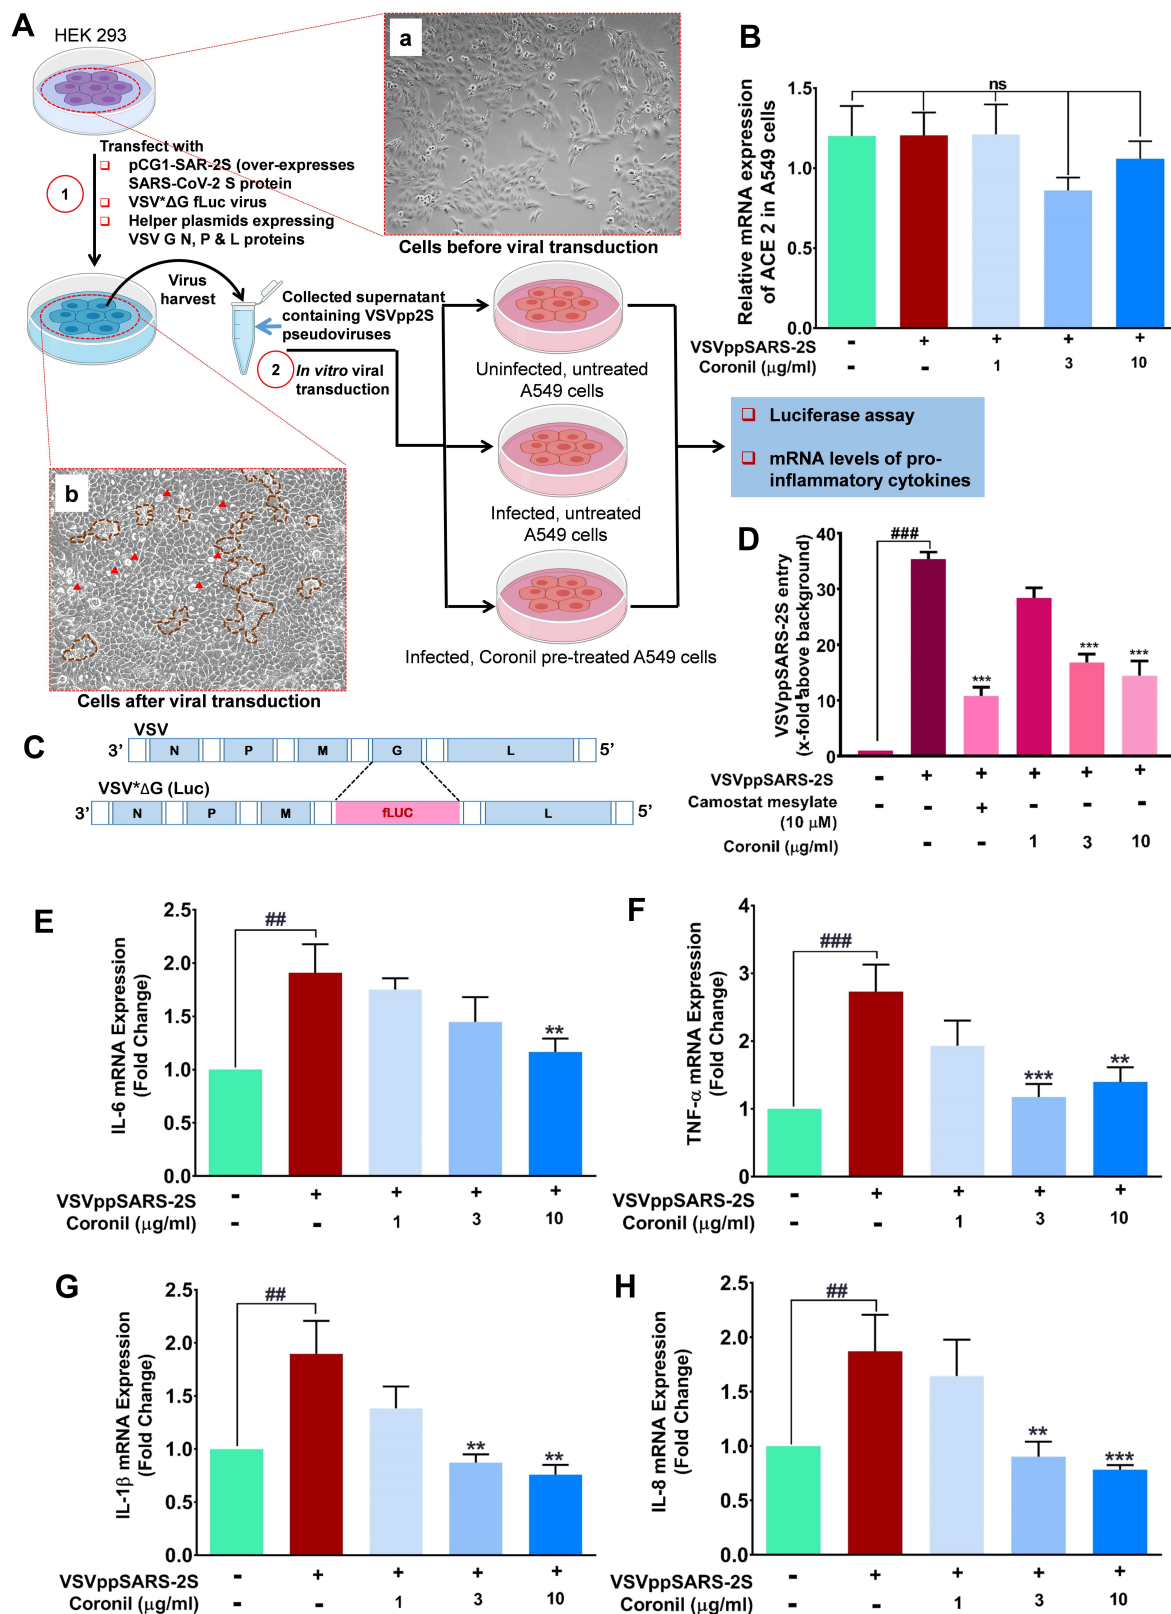 A
HEK 293
a
Transfect with
pCG1-SAR-2S (over-expresses
SARS-CoV-2 S protein
VSV*ΔG fLuc virus
Helper plasmids expressing
VSV G N, P & L proteins
1
Cells before viral transduction
Virus
harvest
Collected supernatant
containing VSVpp2S
pseudoviruses
2
In vitro viral
transduction
Uninfected, untreated
A549 cells
Infected, untreated
A549 cells
Infected, Coronil pre-treated A549 cells
Luciferase assay
mRNA levels of pro-
inflammatory cytokines
b
Cells after viral transduction
B
Relative mRNA expression
of ACE 2 in A549 cells
1.5
1.0
0.5
0.0
ns
VSVppSARS-2S - + + + +
Coronil (μg/ml) - - 1 3 10
C
VSV
3’ N P M G L 5’
VSV*ΔG (Luc)
3’ N P M fLUC L 5’
D
VSVppSARS-2S entry
(x-fold above background)
40
30
20
10
0
###
***
***
***
VSVppSARS-2S - + + + + +
Camostat mesylate - - + - - -
(10 μM)
Coronil (μg/ml) - - 1 3 10
E
IL-6 mRNA Expression
(Fold Change)
2.5
2.0
1.5
1.0
0.5
0.0
##
**
VSVppSARS-2S - + + + +
Coronil (μg/ml) - - 1 3 10
F
TNF-α mRNA Expression
(Fold Change)
4
3
2
1
0
###
***
**
VSVppSARS-2S - + + + +
Coronil (μg/ml) - - 1 3 10
G
IL-1β mRNA Expression
(Fold Change)
2.5
2.0
1.5
1.0
0.5
0.0
##
**
**
VSVppSARS-2S - + + + +
Coronil (μg/ml) - - 1 3 10
H
IL-8 mRNA Expression
(Fold Change)
2.5
2.0
1.5
1.0
0.5
0.0
##
**
***
VSVppSARS-2S - + + + +
Coronil (μg/ml) - - 1 3 10